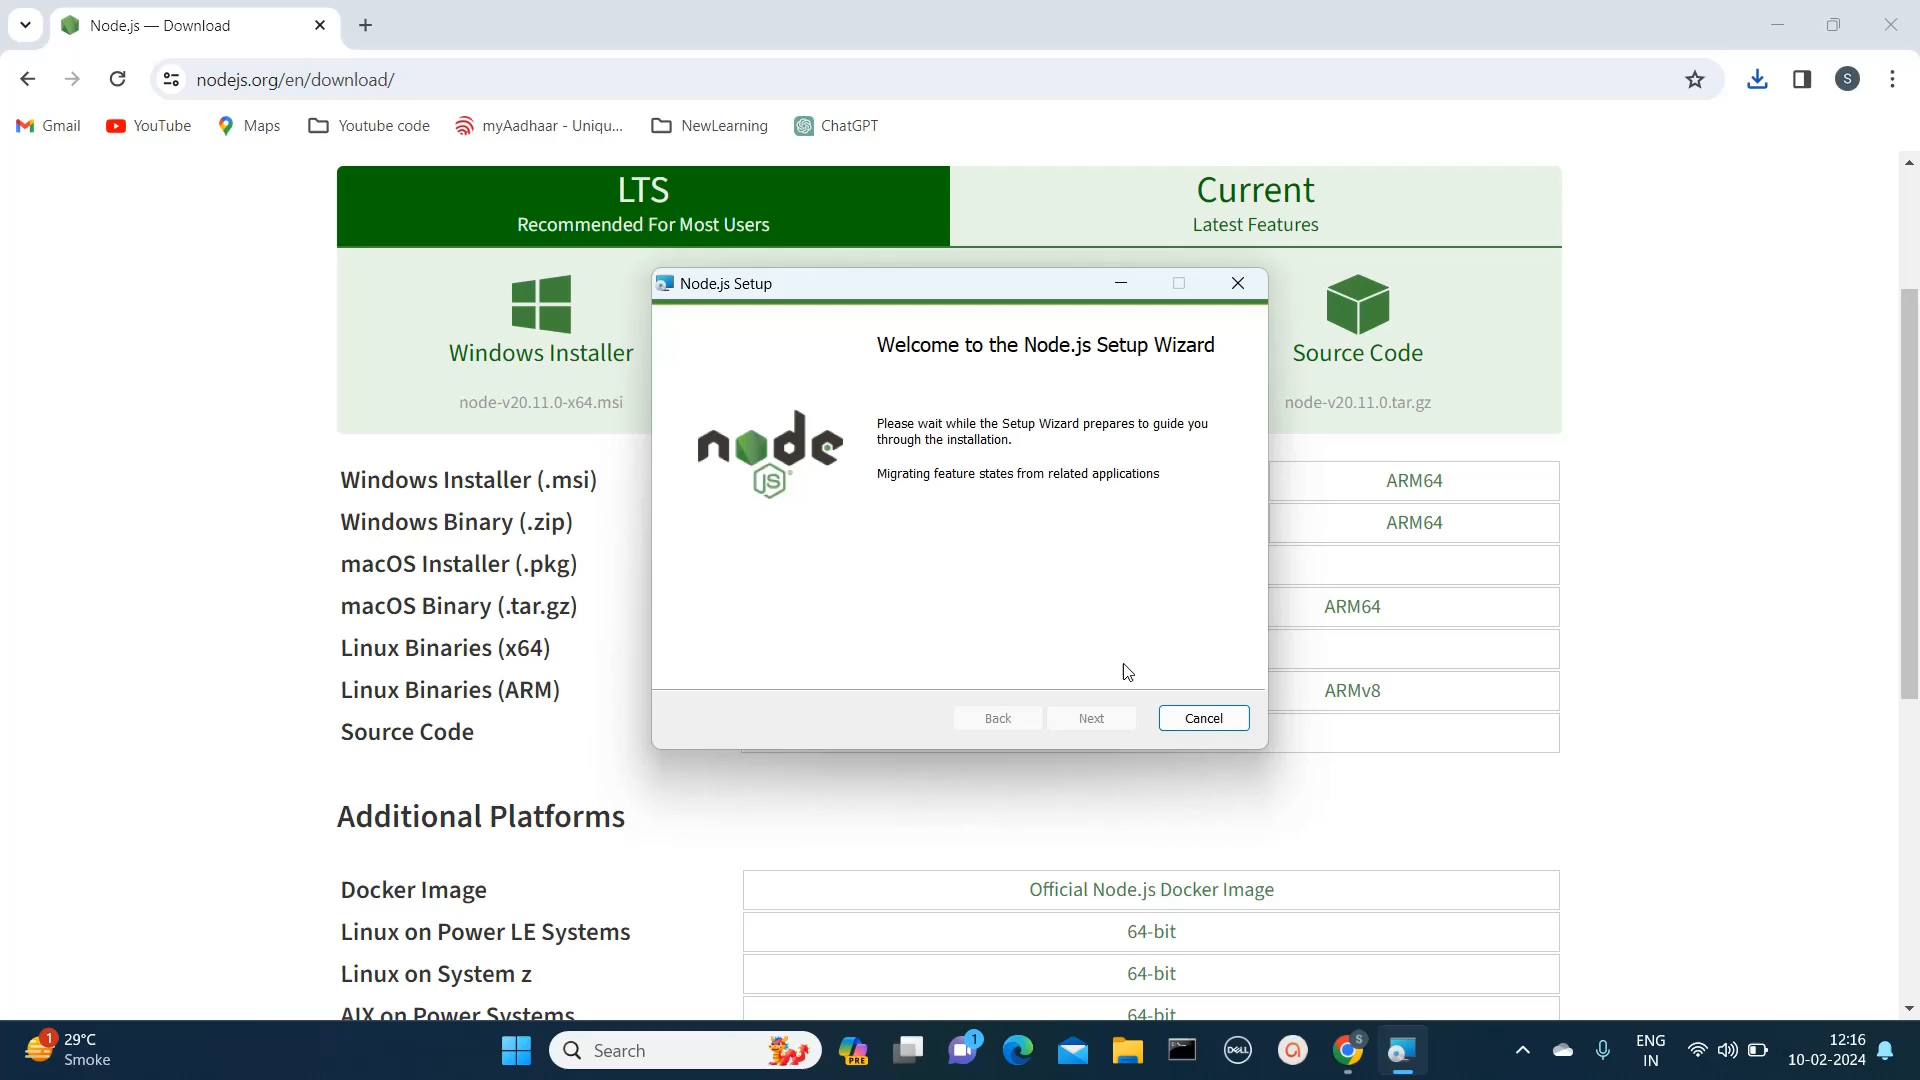 Node.js — Download
nodejs.org/en/download/
S
Gmail
YouTube
Maps
Youtube code
myAadhaar - Uniqu...
NewLearning
ChatGPT
LTS
Recommended For Most Users
Current
Latest Features
Windows Installer
node-v20.11.0-x64.msi
Source Code
node-v20.11.0.tar.gz
Node.js Setup
Welcome to the Node.js Setup Wizard
node
JS
Please wait while the Setup Wizard prepares to guide you
through the installation.
Migrating feature states from related applications
Back
Next
Cancel
Windows Installer (.msi)
ARM64
Windows Binary (.zip)
ARM64
macOS Installer (.pkg)
macOS Binary (.tar.gz)
ARM64
Linux Binaries (x64)
Linux Binaries (ARM)
ARMv8
Source Code
Additional Platforms
Docker Image
Official Node.js Docker Image
Linux on Power LE Systems
64-bit
Linux on System z
64-bit
AIX on Power Systems
64-bit
1
29°C
Smoke
Search
PRE
1
DELL
S
ENG
IN
12:16
10-02-2024